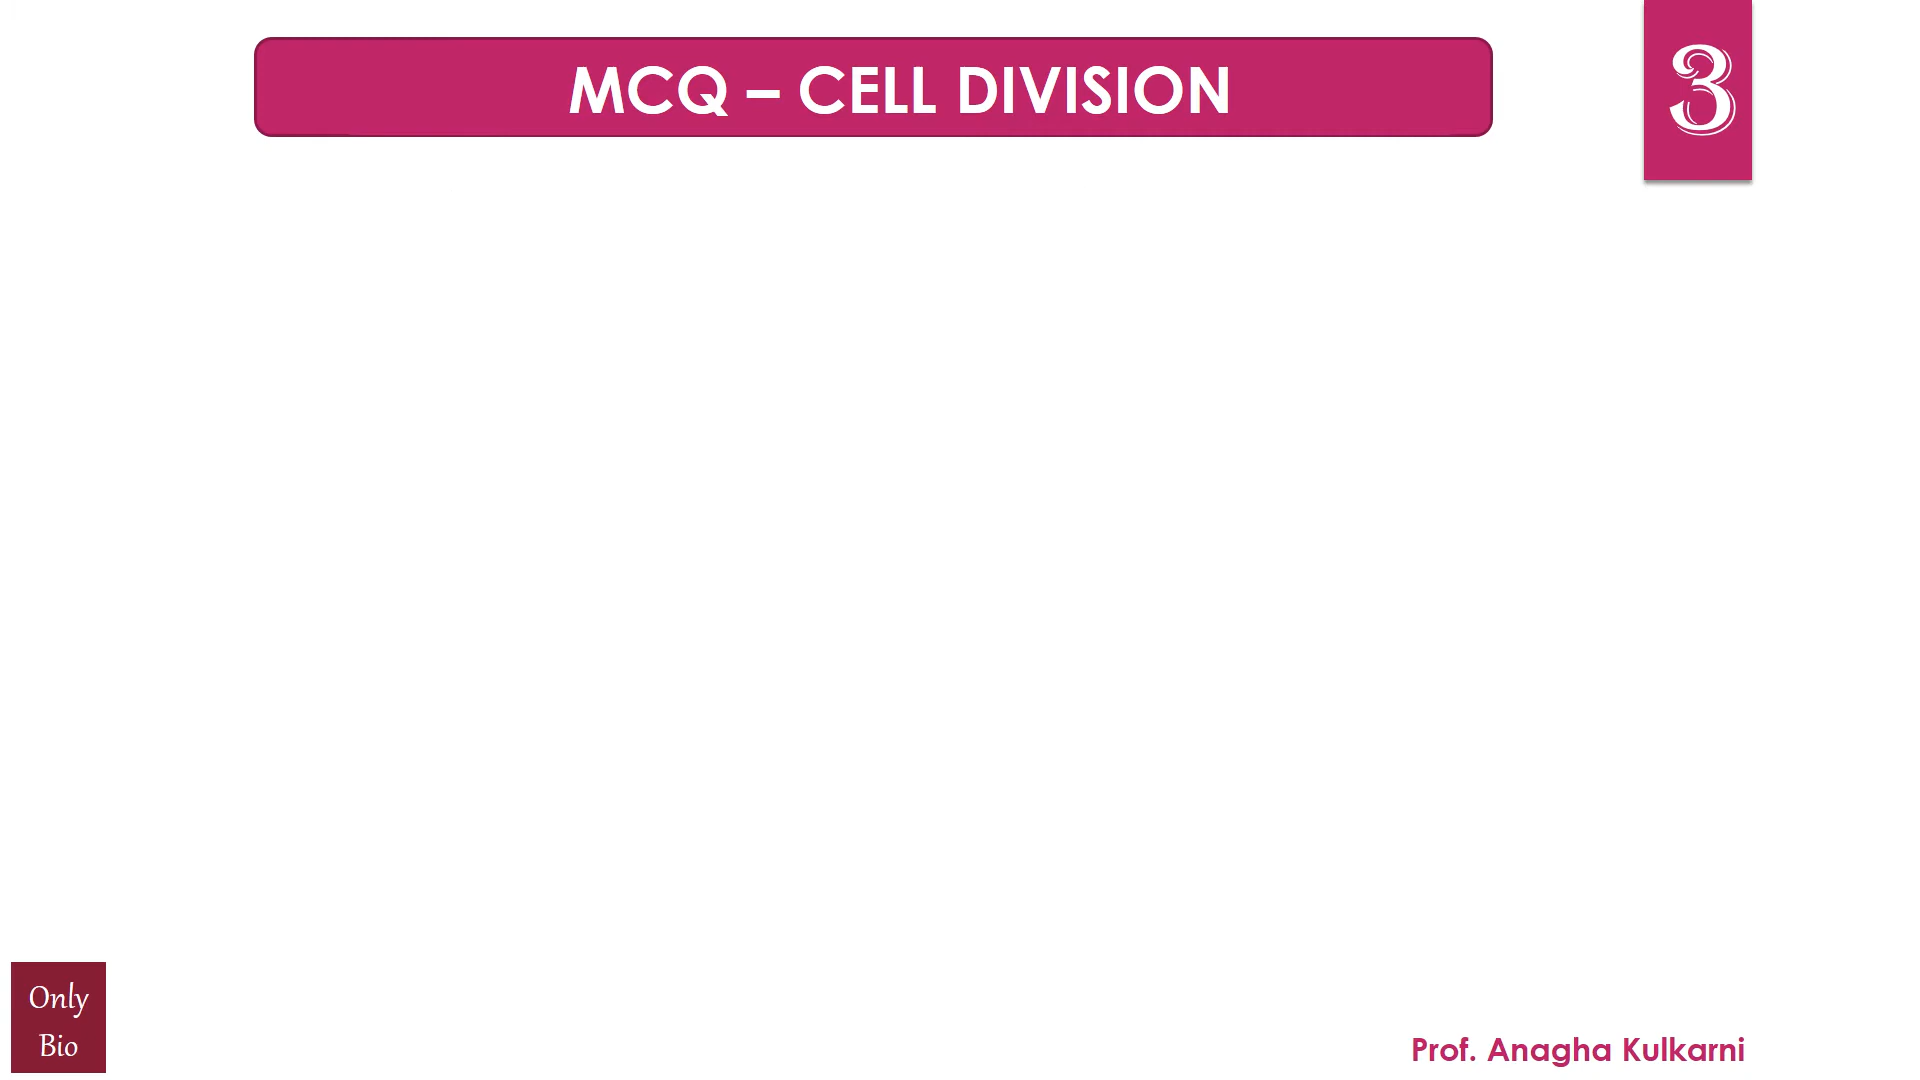 MCQ – CELL DIVISION
3
Only
Bio
Prof. Anagha Kulkarni